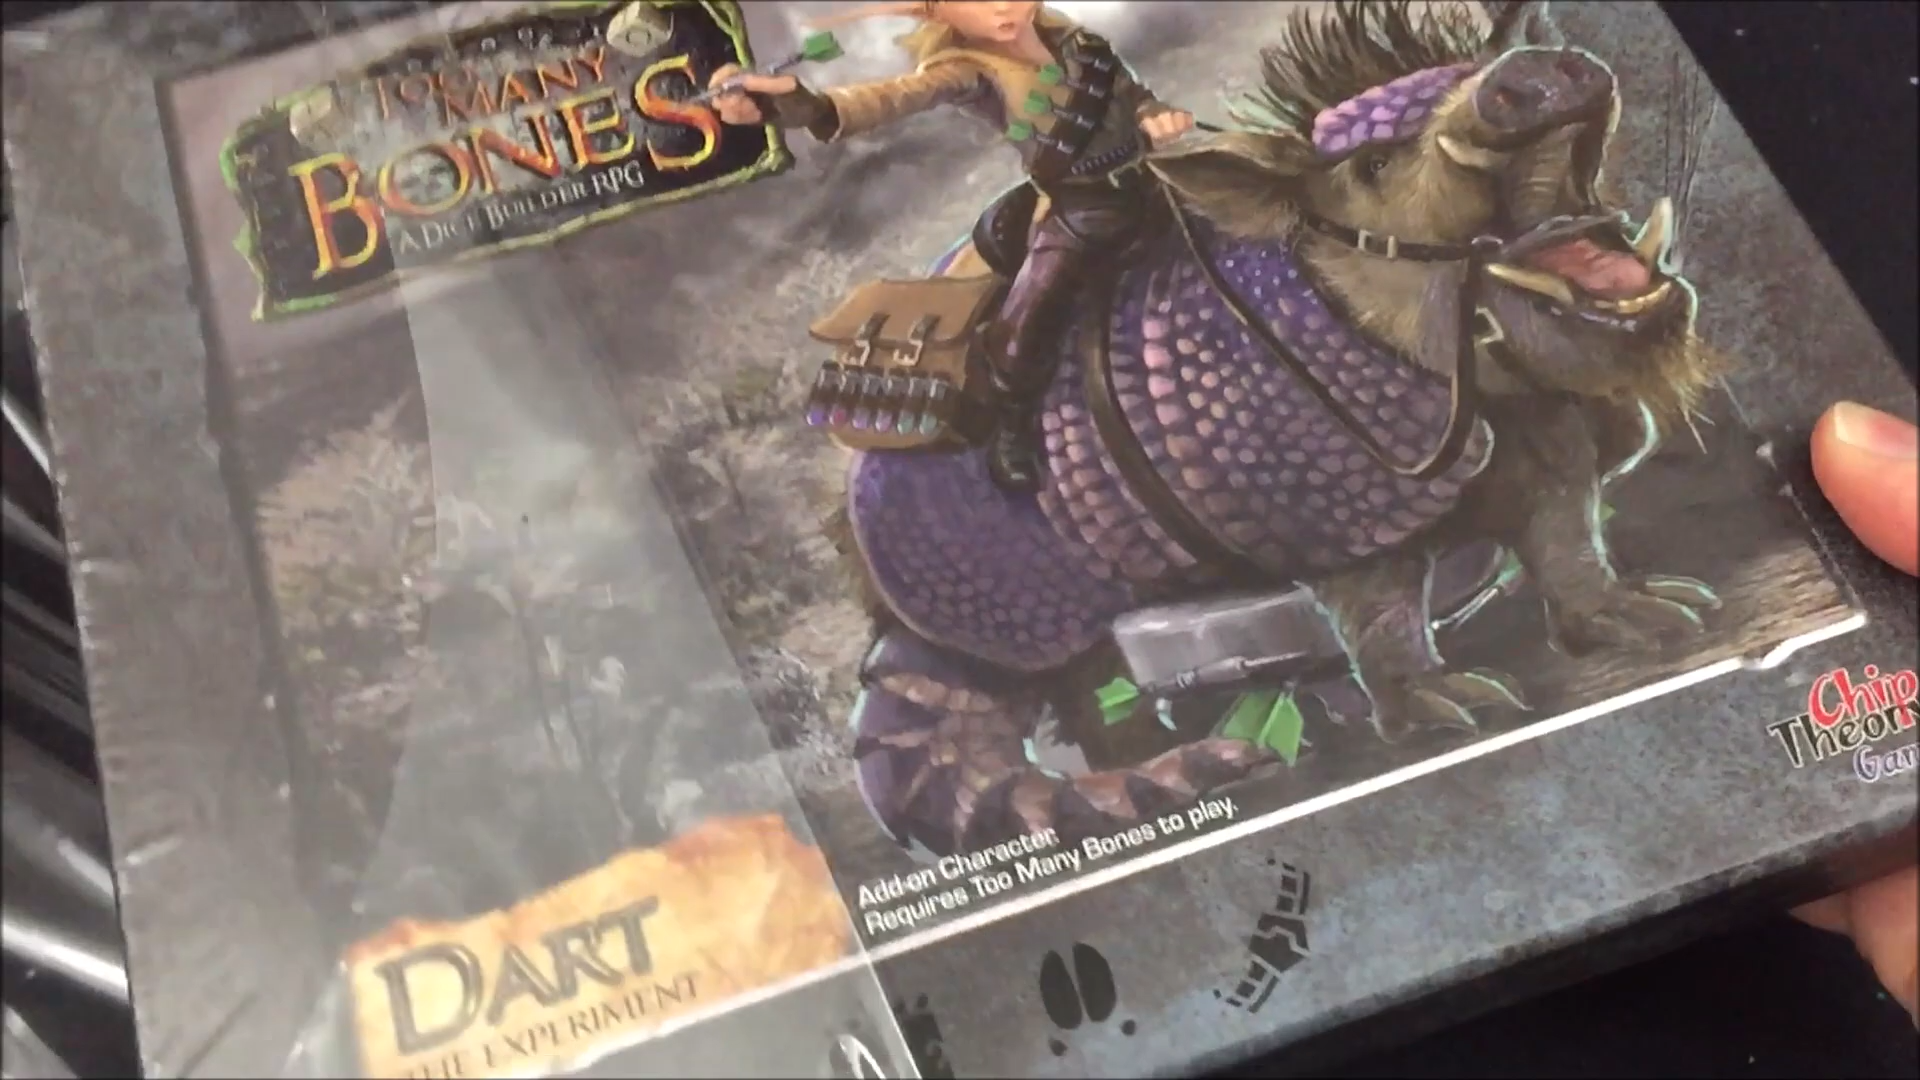 TOO
MANY
BONES
A DICE BUILDER RPG
Add-on Character.
Requires Too Many Bones to play.
Chip
Theory
DART
THE EXPERIMENT